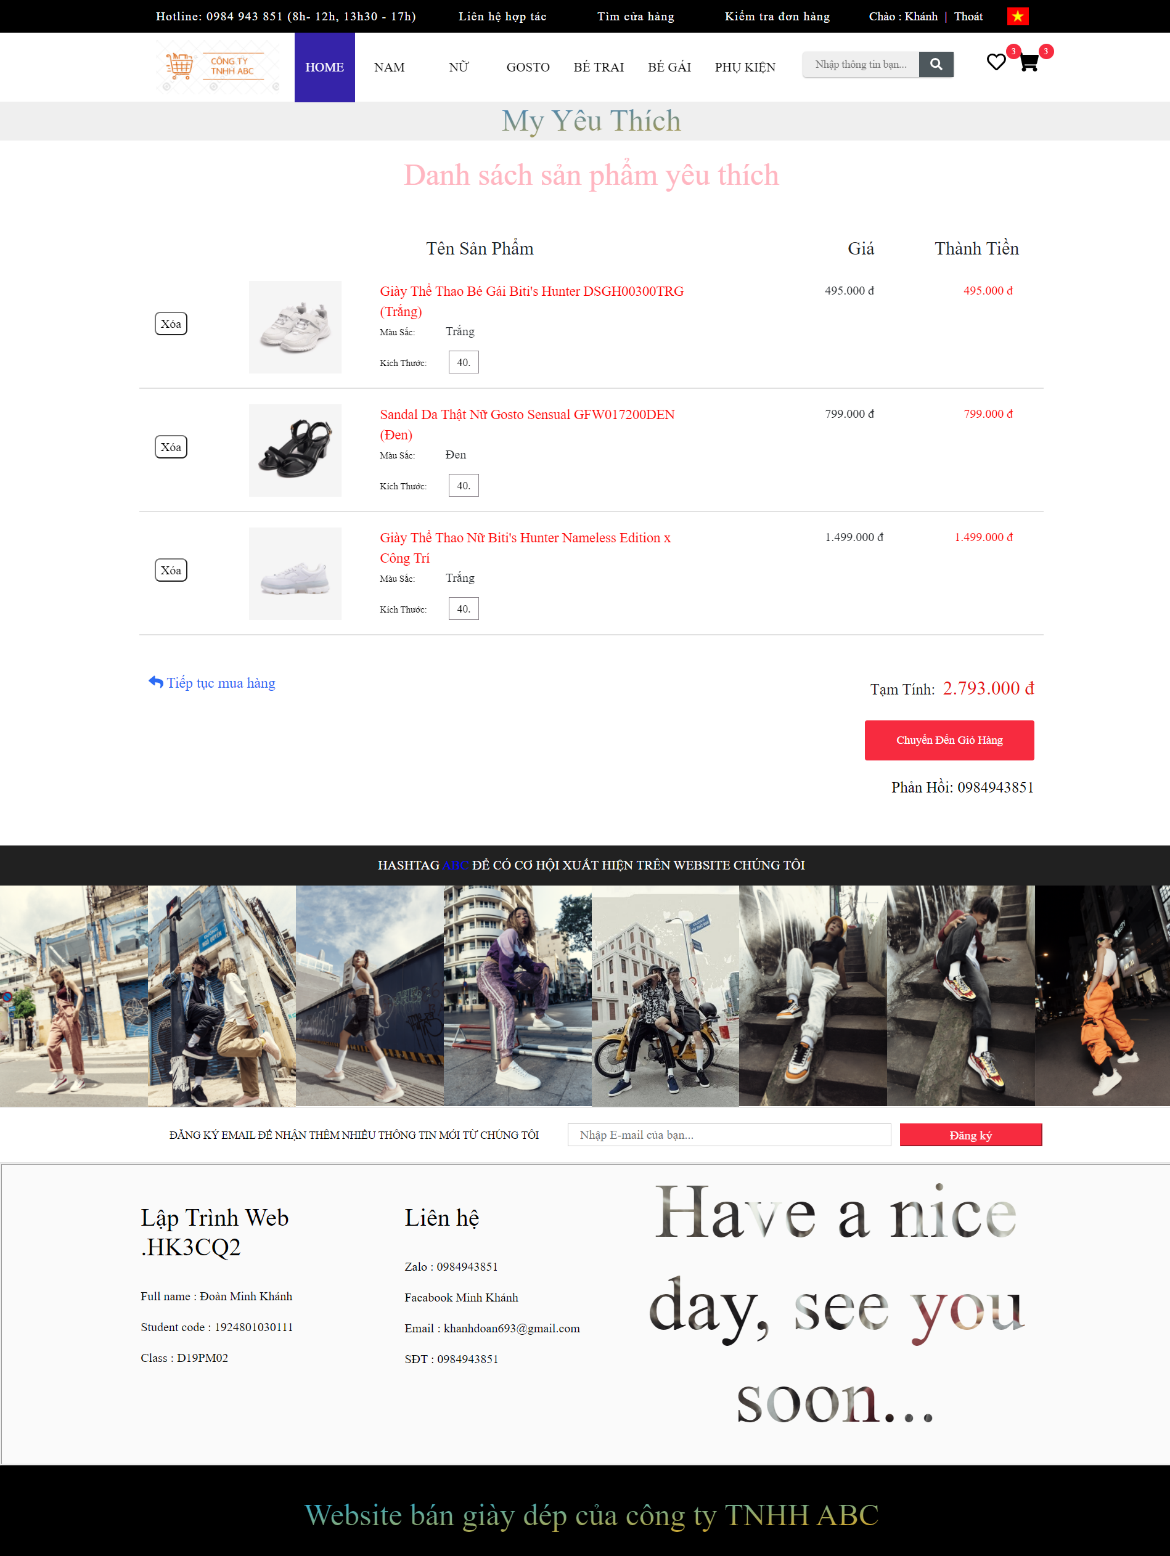 Hotline: 0984 943 851 (8h- 12h, 13h30 - 17h) Liên hệ hợp tác Tìm cửa hàng Kiểm tra đơn hàng Chào : Khánh | Thoát
CÔNG TY
TNHH ABC
HOME NAM NỮ GOSTO BÉ TRAI BÉ GÁI PHỤ KIỆN Nhập thông tin bạn... 3 3
My Yêu Thích
Danh sách sản phẩm yêu thích
Tên Sản Phẩm Giá Thành Tiền
Giày Thể Thao Bé Gái Biti's Hunter DSGH00300TRG 495.000 đ 495.000 đ
(Trắng)
Xóa
Màu Sắc: Trắng
Kích Thước: 40.
Sandal Da Thật Nữ Gosto Sensual GFW017200DEN 799.000 đ 799.000 đ
(Đen)
Xóa
Màu Sắc: Đen
Kích Thước: 40.
Giày Thể Thao Nữ Biti's Hunter Nameless Edition x 1.499.000 đ 1.499.000 đ
Công Trí
Xóa
Màu Sắc: Trắng
Kích Thước: 40.
Tiếp tục mua hàng
Tạm Tính: 2.793.000 đ
Chuyển Đến Giỏ Hàng
Phản Hồi: 0984943851
HASHTAG ABC ĐỂ CÓ CƠ HỘI XUẤT HIỆN TRÊN WEBSITE CHÚNG TÔI
ĐĂNG KÝ EMAIL ĐỂ NHẬN THÊM NHIỀU THÔNG TIN MỚI TỪ CHÚNG TÔI Nhập E-mail của bạn... Đăng ký
Lập Trình Web
.HK3CQ2
Full name : Đoàn Minh Khánh
Student code : 1924801030111
Class : D19PM02
Liên hệ
Zalo : 0984943851
Facabook Minh Khánh
Email : khanhdoan693@gmail.com
SĐT : 0984943851
Have a nice
day, see you
soon...
Website bán giày dép của công ty TNHH ABC